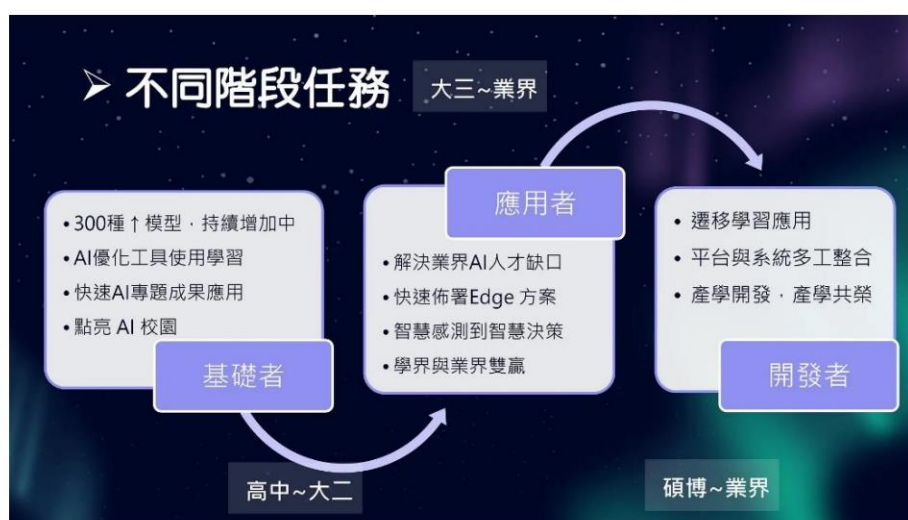 ➢ 不同階段任務
大三~業界
•300種↑模型，持續增加中
•AI優化工具使用學習
•快速AI專題成果應用
•點亮 AI 校園
基礎者
高中~大二
應用者
•解決業界AI人才缺口
•快速佈署Edge 方案
•智慧感測到智慧決策
•學界與業界雙贏
• 遷移學習應用
• 平台與系統多工整合
• 產學開發，產學共榮
開發者
碩博~業界